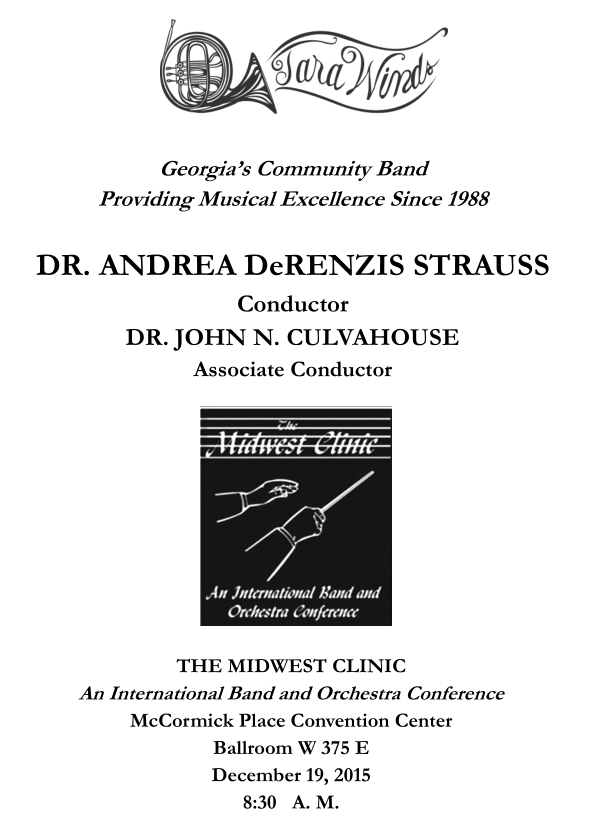 Tara Winds
Georgia's Community Band
Providing Musical Excellence Since 1988
DR. ANDREA DeRENZIS STRAUSS
Conductor
DR. JOHN N. CULVAHOUSE
Associate Conductor
The
Midwest Clinic
An International Band and
Orchestra Conference
THE MIDWEST CLINIC
An International Band and Orchestra Conference
McCormick Place Convention Center
Ballroom W 375 E
December 19, 2015
8:30 A. M.